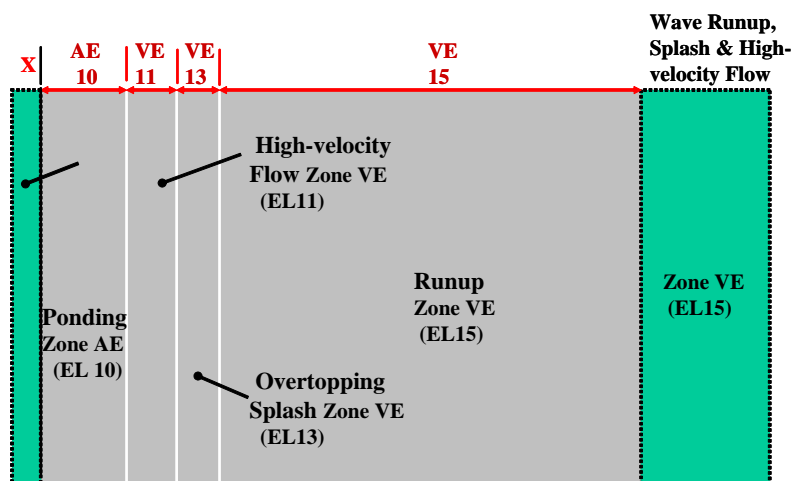 Wave Runup,
Splash & High-
velocity Flow
X
AE
10
VE
11
VE
13
VE
15
High-velocity
Flow Zone VE
(EL11)
Runup
Zone VE
(EL15)
Zone VE
(EL15)
Ponding
Zone AE
(EL 10)
Overtopping
Splash Zone VE
(EL13)